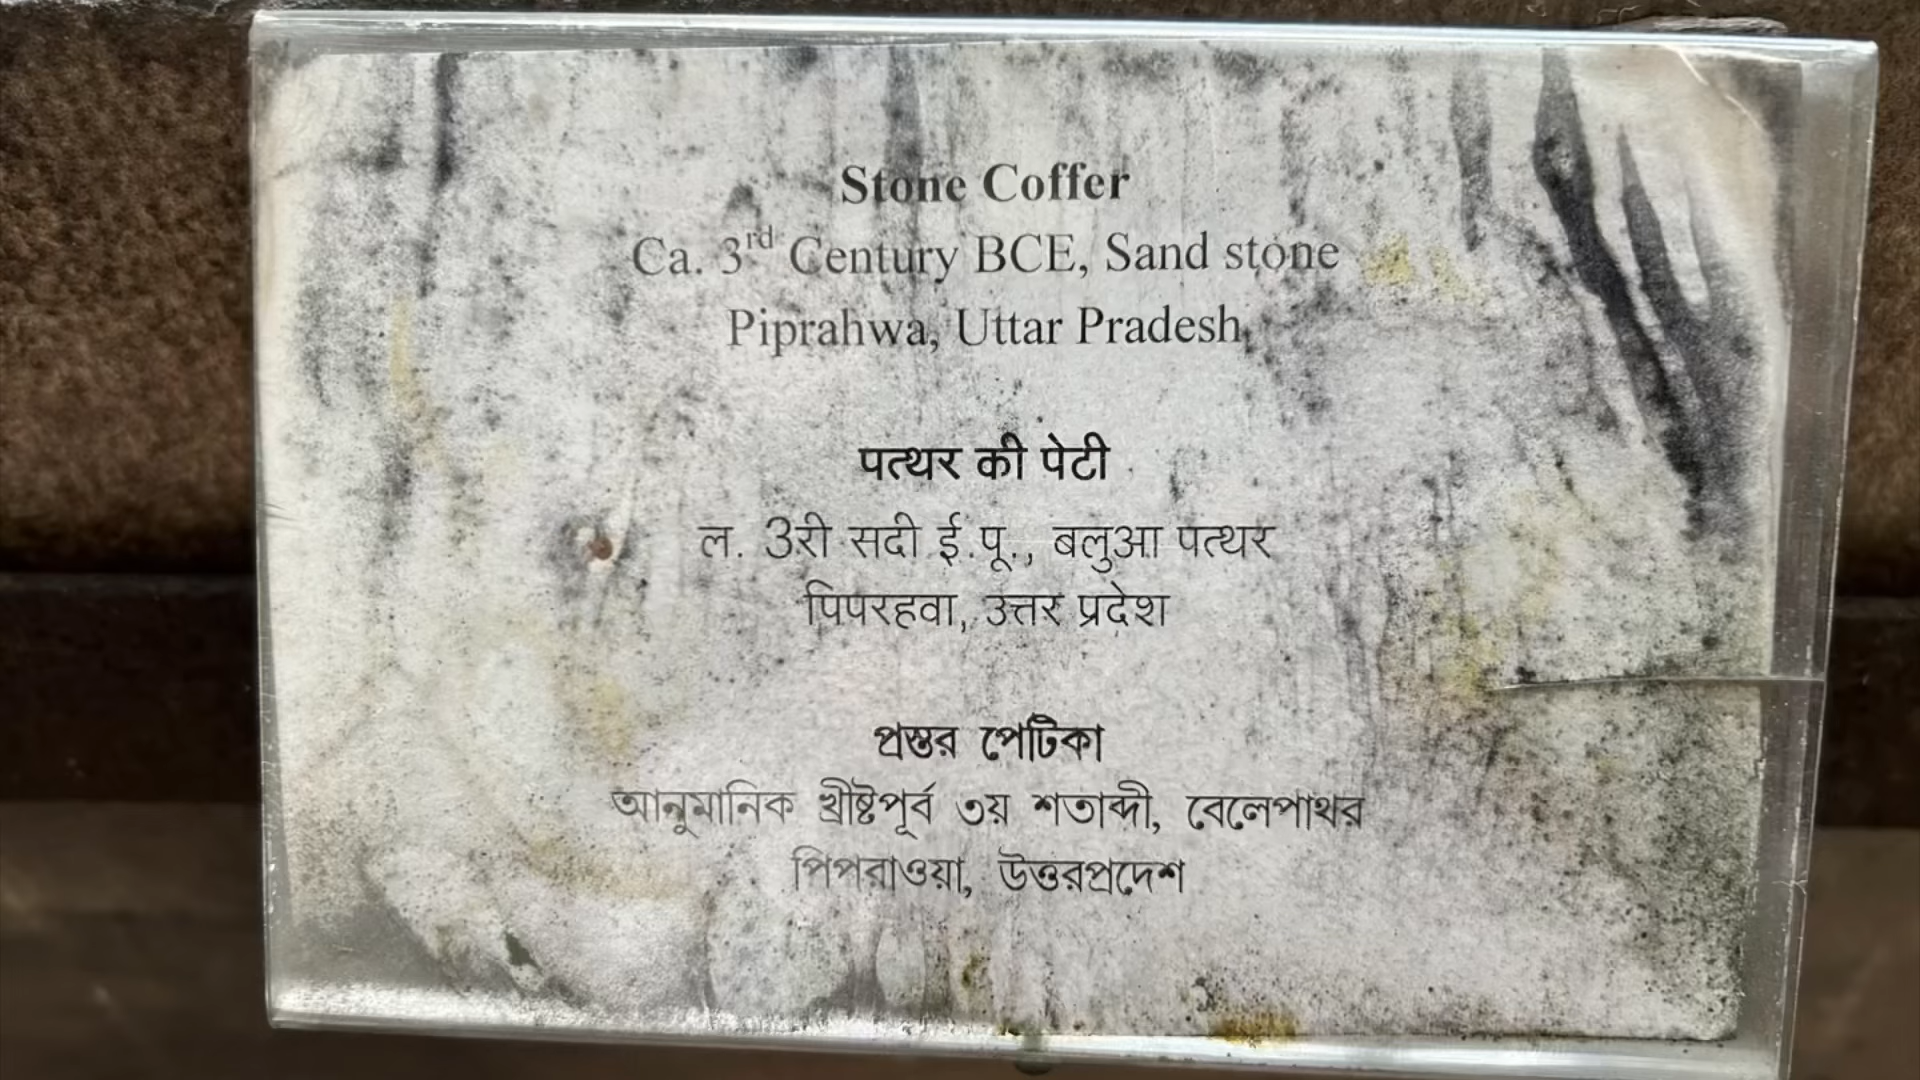 Stone Coffer
Ca. 3rd Century BCE, Sand stone
Piprahwa, Uttar Pradesh
पत्थर की पेटी
ल. 3री सदी ई.पू., बलुआ पत्थर
पिपरहवा, उत्तर प्रदेश
প্রস্তর পেটিকা
আনুমানিক খ্রীষ্টপূর্ব ৩য় শতাব্দী, বেলেপাথর
পিপরাওয়া, উত্তরপ্রদেশ